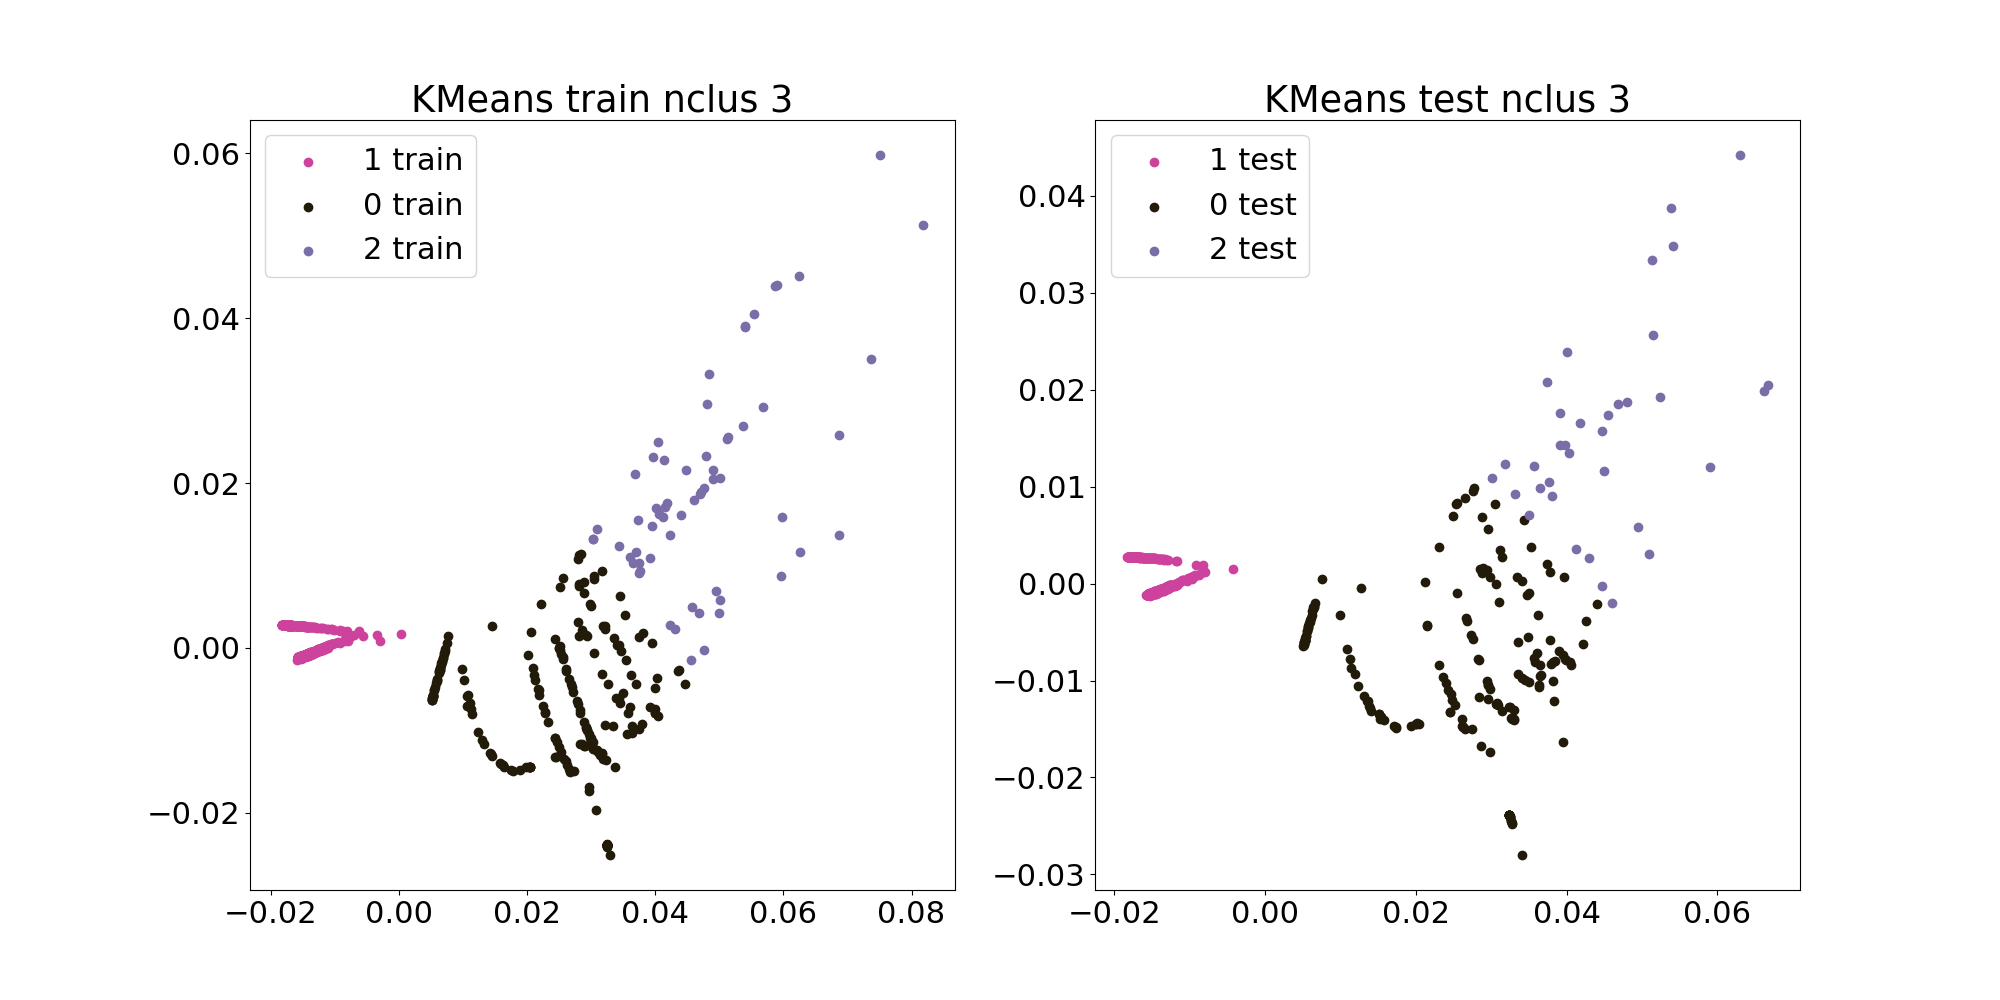 KMeans train nclus 3
1 train
0 train
2 train
0.06
0.04
0.02
0.00
−0.02
−0.02 0.00 0.02 0.04 0.06 0.08
KMeans test nclus 3
1 test
0 test
2 test
0.04
0.03
0.02
0.01
0.00
−0.01
−0.02
−0.03
−0.02 0.00 0.02 0.04 0.06